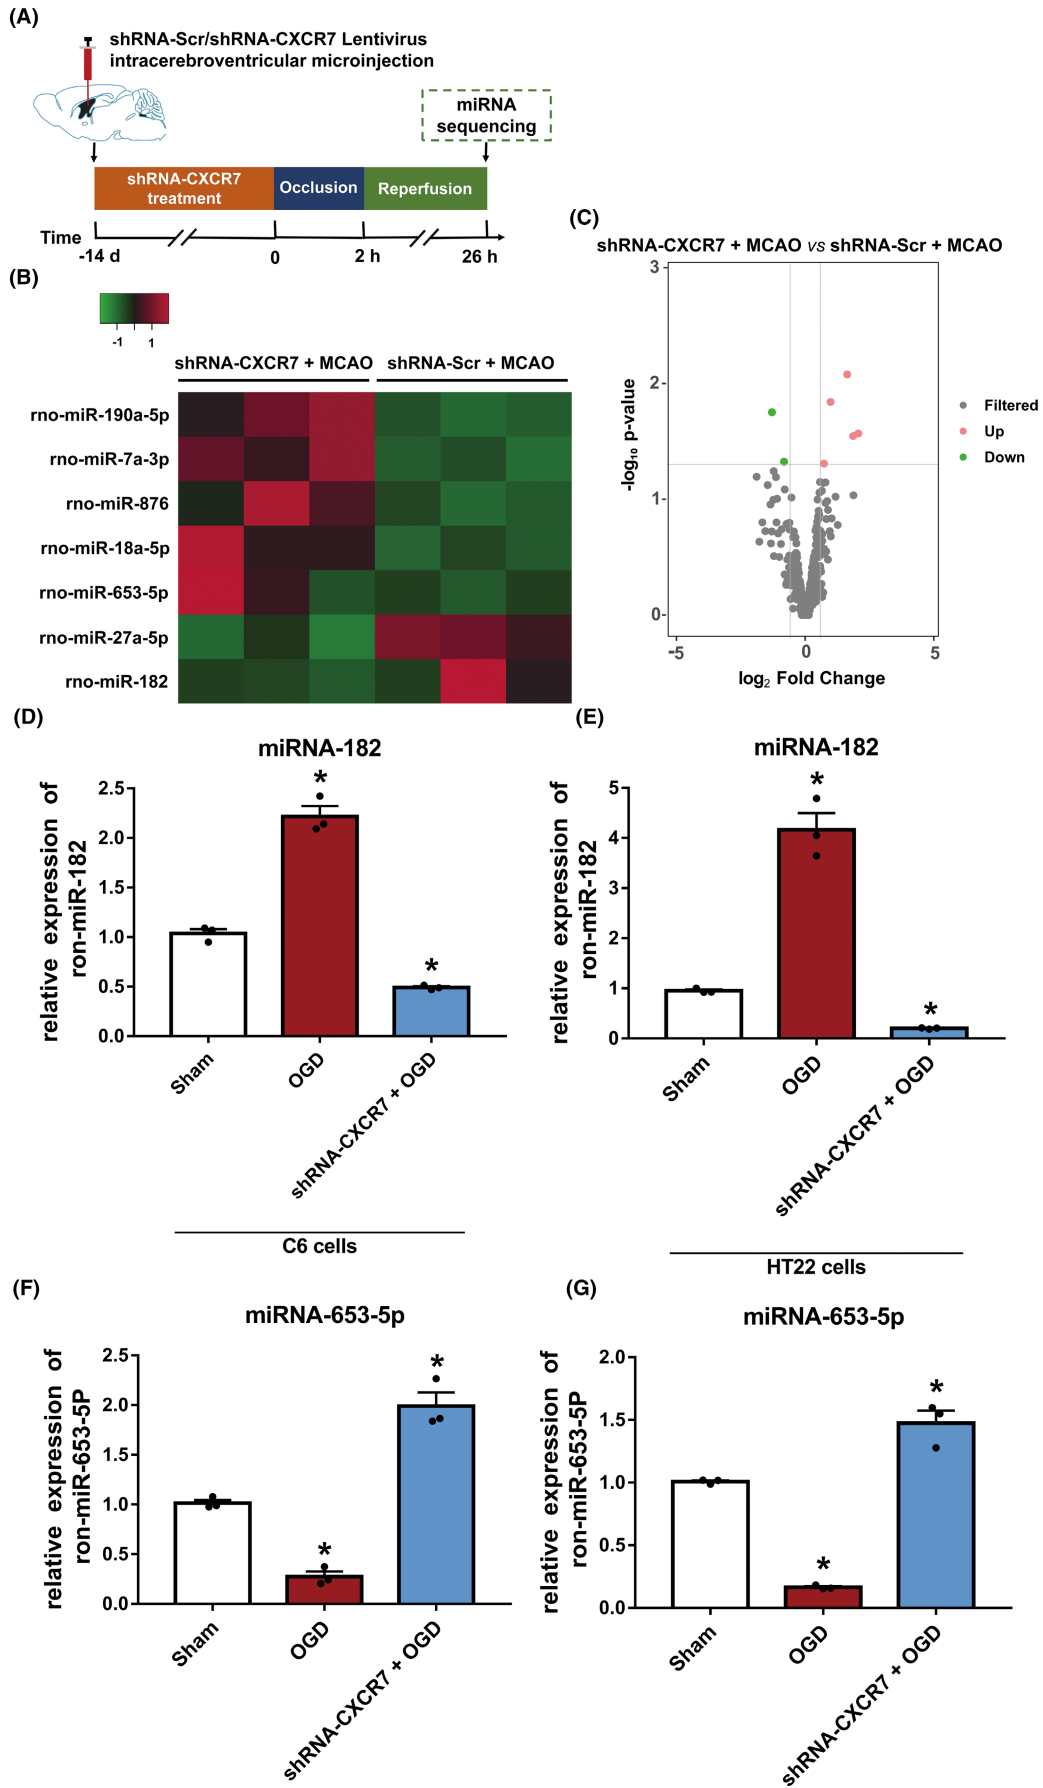 (A)
shRNA-Scr/shRNA-CXCR7 Lentivirus
intracerebroventricular microinjection
miRNA
sequencing
shRNA-CXCR7
treatment
Occlusion
Reperfusion
Time
-14 d
0
2 h
26 h
(B)
-1
1
shRNA-CXCR7 + MCAO
shRNA-Scr + MCAO
rno-miR-190a-5p
rno-miR-7a-3p
rno-miR-876
rno-miR-18a-5p
rno-miR-653-5p
rno-miR-27a-5p
rno-miR-182
(C)
shRNA-CXCR7 + MCAO vs shRNA-Scr + MCAO
3
2
1
0
-log₁₀ p-value
-5
0
5
log₂ Fold Change
Filtered
Up
Down
(D)
miRNA-182
relative expression of
ron-miR-182
2.5
2.0
1.5
1.0
0.5
0.0
*
*
Sham
OGD
shRNA-CXCR7 + OGD
C6 cells
(E)
miRNA-182
relative expression of
ron-miR-182
5
4
3
2
1
0
*
*
Sham
OGD
shRNA-CXCR7 + OGD
HT22 cells
(F)
miRNA-653-5p
relative expression of
ron-miR-653-5P
2.5
2.0
1.5
1.0
0.5
0.0
*
*
Sham
OGD
shRNA-CXCR7 + OGD
(G)
miRNA-653-5p
relative expression of
ron-miR-653-5P
2.0
1.5
1.0
0.5
0.0
*
*
Sham
OGD
shRNA-CXCR7 + OGD